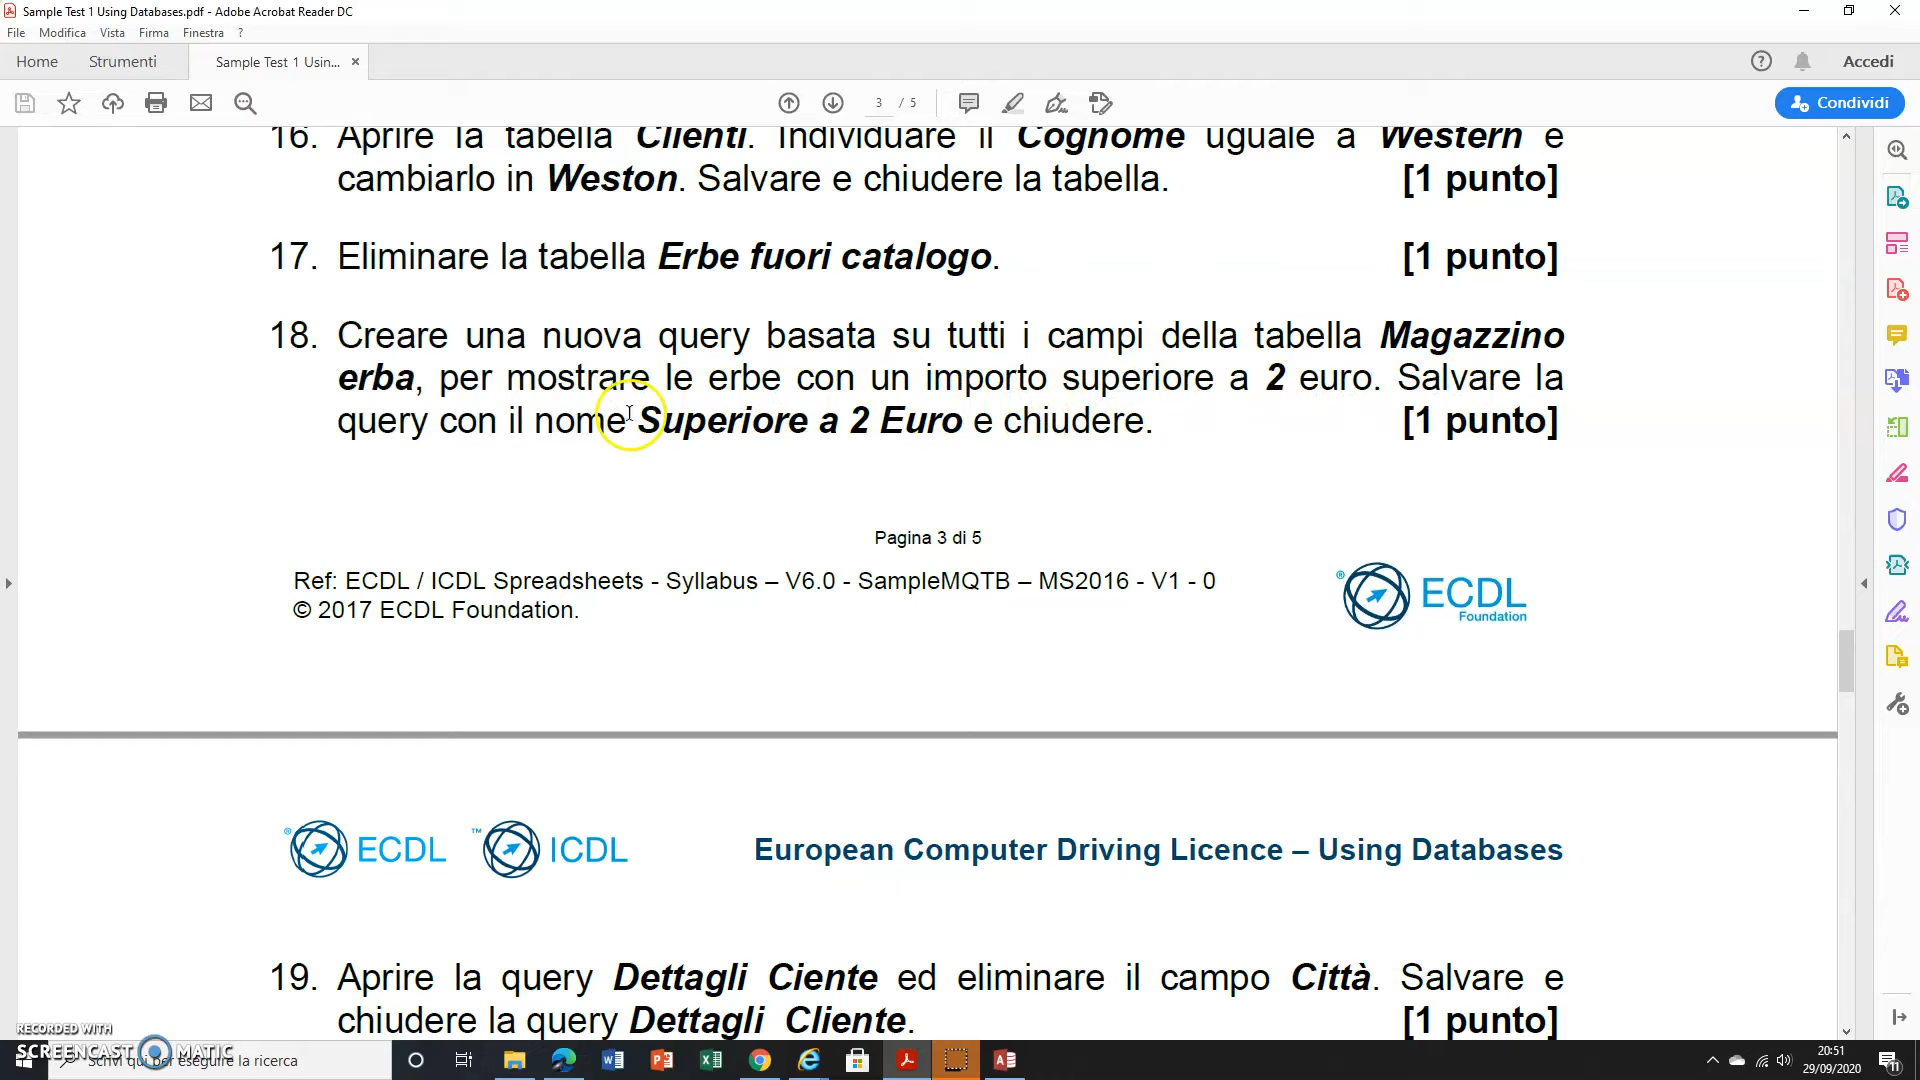 Sample Test 1 Using Databases.pdf - Adobe Acrobat Reader DC
File Modifica Vista Firma Finestra ?
Home Strumenti Sample Test 1 Usin... Accedi
3 / 5 Condividi
16. Aprire la tabella Clienti. Individuare il Cognome uguale a Western e
cambiarlo in Weston. Salvare e chiudere la tabella. [1 punto]
17. Eliminare la tabella Erbe fuori catalogo. [1 punto]
18. Creare una nuova query basata su tutti i campi della tabella Magazzino
erba, per mostrare le erbe con un importo superiore a 2 euro. Salvare la
query con il nome Superiore a 2 Euro e chiudere. [1 punto]
Pagina 3 di 5
Ref: ECDL / ICDL Spreadsheets - Syllabus – V6.0 - SampleMQTB – MS2016 - V1 - 0
© 2017 ECDL Foundation.
® ECDL
Foundation
® ECDL ™ ICDL European Computer Driving Licence – Using Databases
19. Aprire la query Dettagli Ciente ed eliminare il campo Città. Salvare e
chiudere la query Dettagli Cliente. [1 punto]
RECORDED WITH
SCREENCAST MATIC
Scrivi qui per eseguire la ricerca
20:51
29/09/2020
11